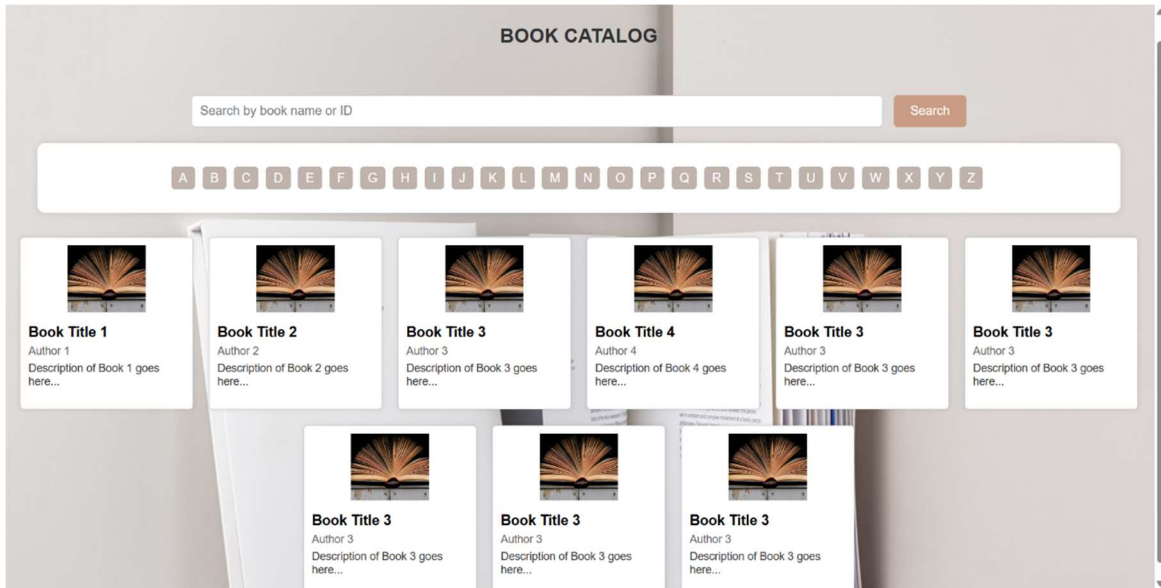 BOOK CATALOG
Search by book name or ID
Search
A B C D E F G H I J K L M N O P Q R S T U V W X Y Z
Book Title 1
Author 1
Description of Book 1 goes
here...
Book Title 2
Author 2
Description of Book 2 goes
here...
Book Title 3
Author 3
Description of Book 3 goes
here...
Book Title 4
Author 4
Description of Book 4 goes
here...
Book Title 3
Author 3
Description of Book 3 goes
here...
Book Title 3
Author 3
Description of Book 3 goes
here...
Book Title 3
Author 3
Description of Book 3 goes
here...
Book Title 3
Author 3
Description of Book 3 goes
here...
Book Title 3
Author 3
Description of Book 3 goes
here...